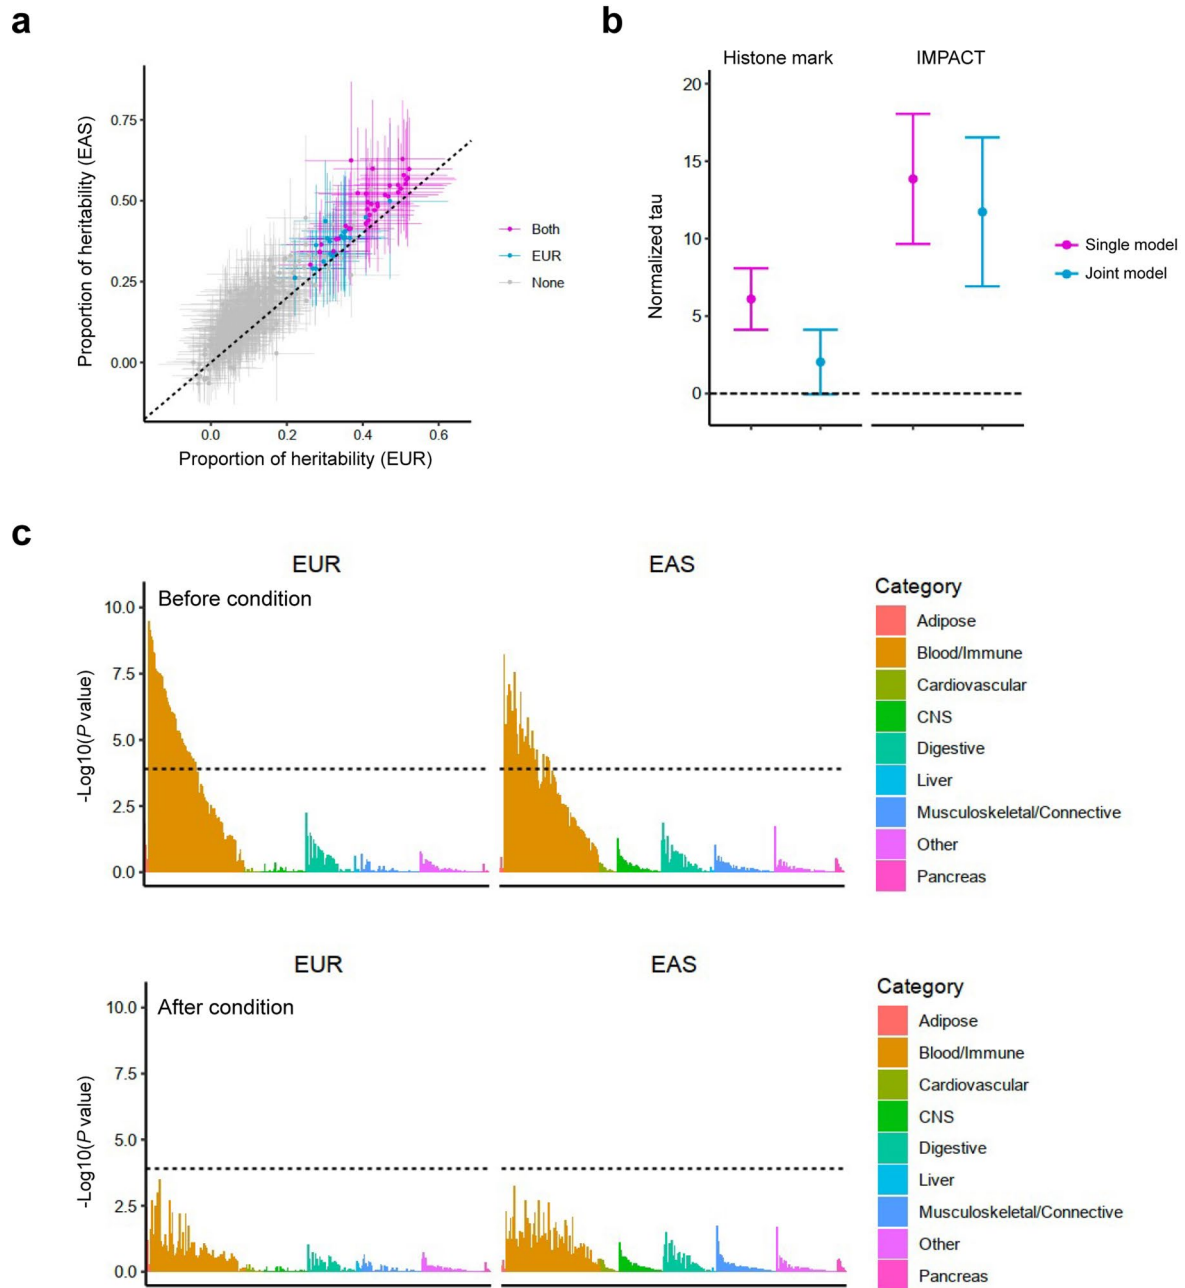 a
Proportion of heritability (EAS)
0.75
0.50
0.25
0.00
0.0
0.2
0.4
0.6
Proportion of heritability (EUR)
Both
EUR
None
b
Histone mark
IMPACT
Normalized tau
20
15
10
5
0
Single model
Joint model
c
EUR
EAS
Before condition
-Log10(P value)
10.0
7.5
5.0
2.5
0.0
Category
Adipose
Blood/Immune
Cardiovascular
CNS
Digestive
Liver
Musculoskeletal/Connective
Other
Pancreas
EUR
EAS
After condition
-Log10(P value)
10.0
7.5
5.0
2.5
0.0
Category
Adipose
Blood/Immune
Cardiovascular
CNS
Digestive
Liver
Musculoskeletal/Connective
Other
Pancreas